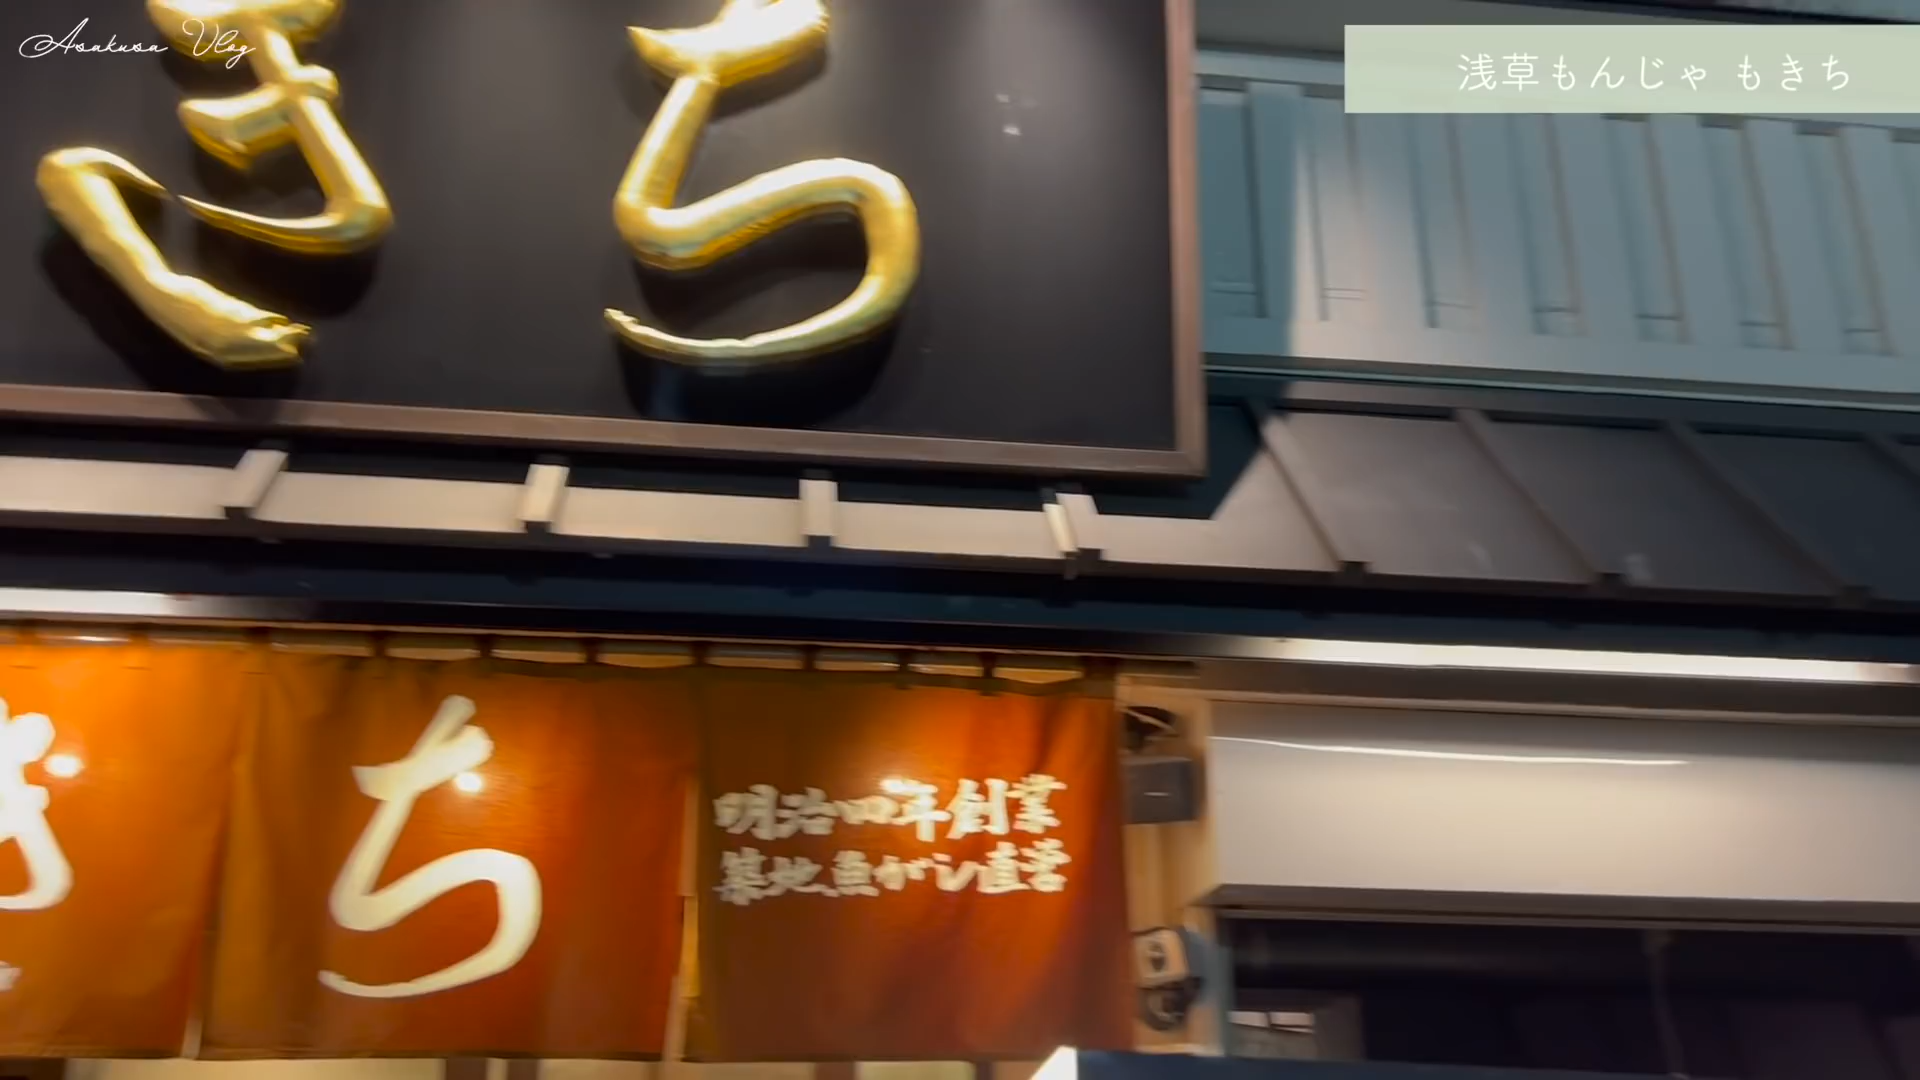 Asakusa Vlog
浅草もんじゃ もきち
きち
きち
明治四年創業
築地魚がし直営